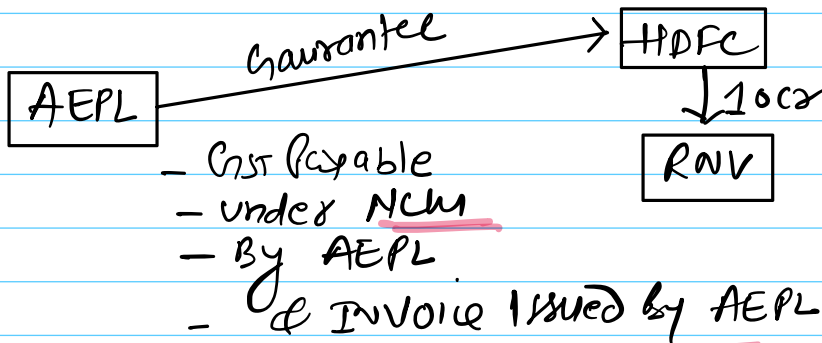 Gaurantee
HDFC
AEPL
10cr
RNV
- GST Payable
- under NCM
- By AEPL
- & INVOICE Issued by AEPL